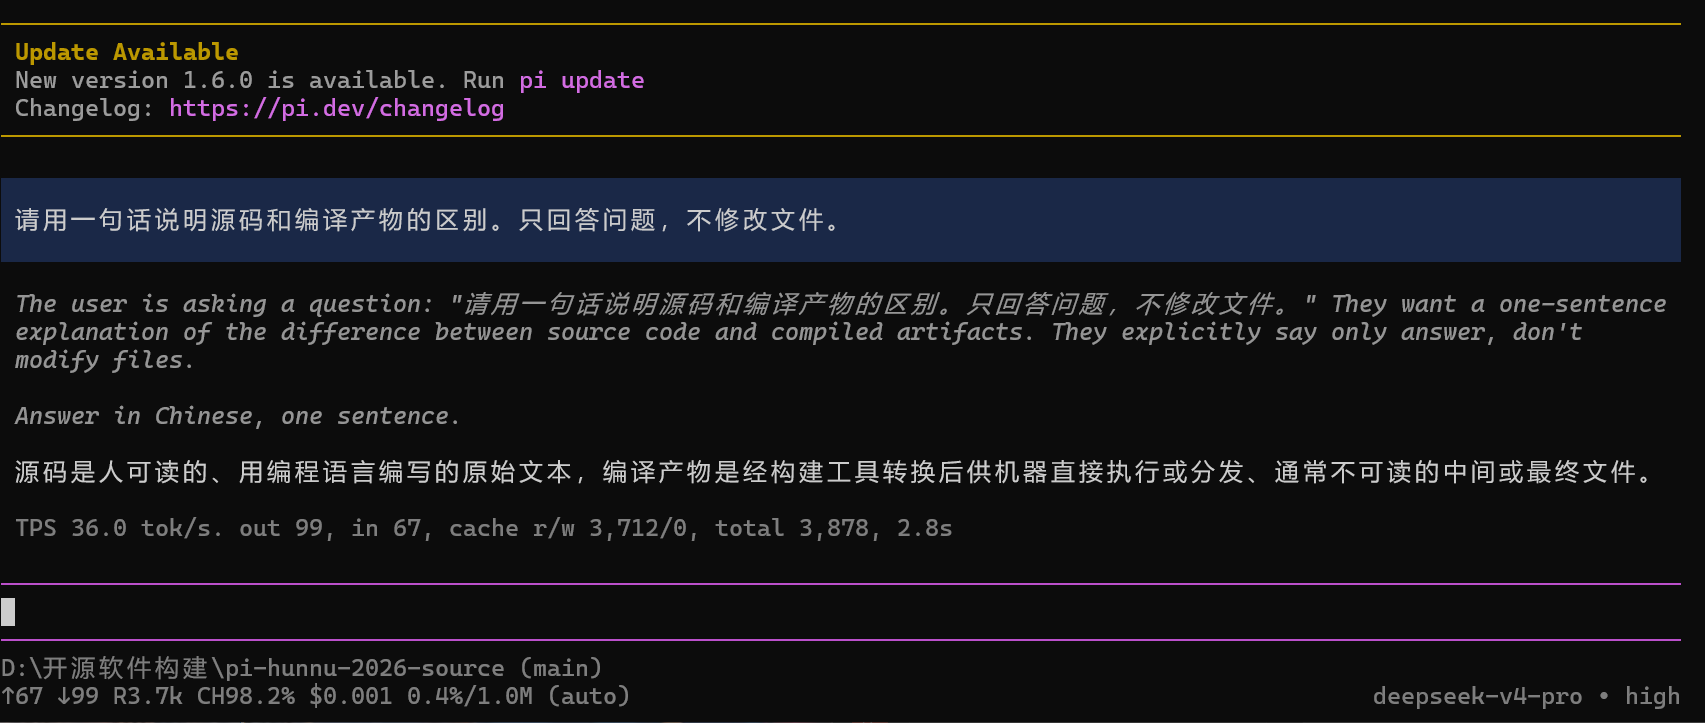 Update Available
New version 1.6.0 is available. Run pi update
Changelog: https://pi.dev/changelog
请用一句话说明源码和编译产物的区别。只回答问题，不修改文件。
The user is asking a question: "请用一句话说明源码和编译产物的区别。只回答问题，不修改文件。" They want a one-sentence
explanation of the difference between source code and compiled artifacts. They explicitly say only answer, don't
modify files.
Answer in Chinese, one sentence.
源码是人可读的、用编程语言编写的原始文本，编译产物是经构建工具转换后供机器直接执行或分发、通常不可读的中间或最终文件。
TPS 36.0 tok/s. out 99, in 67, cache r/w 3,712/0, total 3,878, 2.8s
D:\开源软件构建\pi-hunnu-2026-source (main)
↑67 ↓99 R3.7k CH98.2% $0.001 0.4%/1.0M (auto) deepseek-v4-pro • high